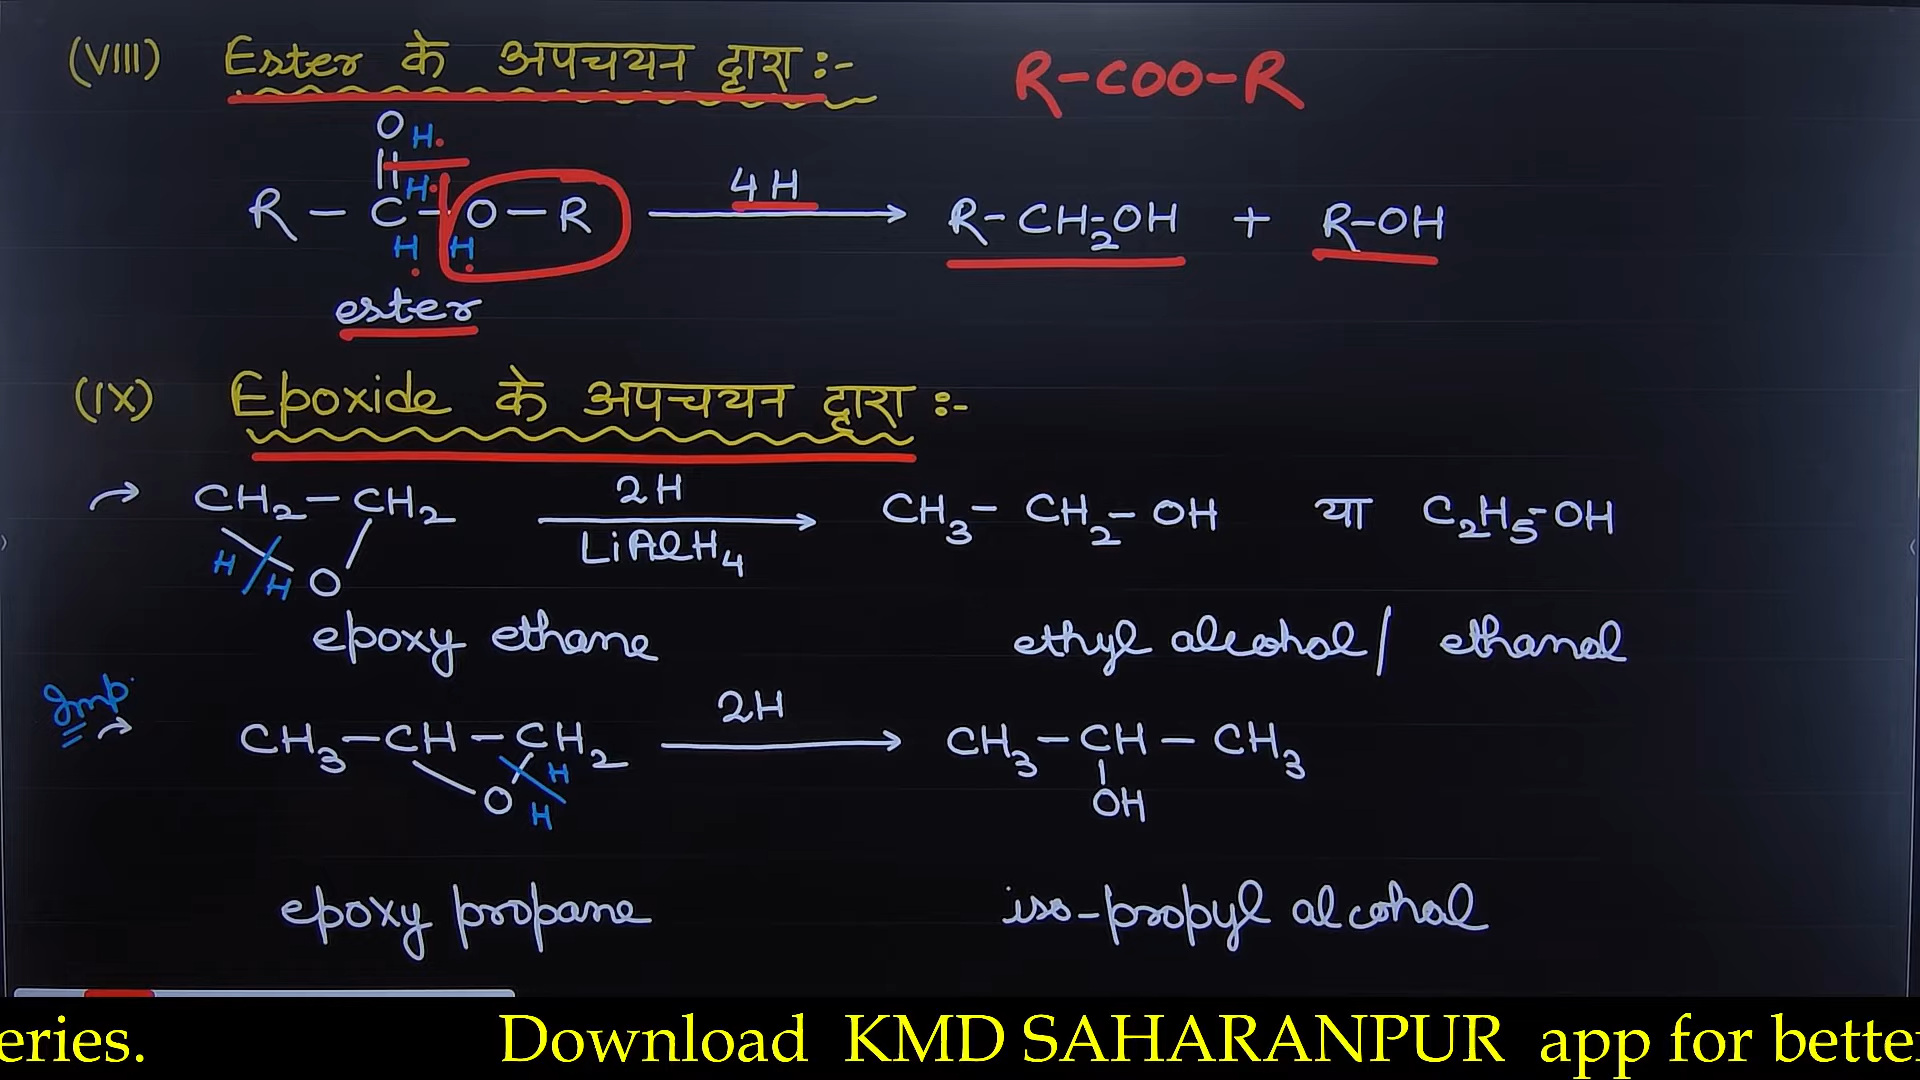 (VIII) Ester के अपचयन द्वारा :-
R-COO-R
O H
|| H
R - C - O - R 4H R-CH2-OH + R-OH
H H
ester
(IX) Epoxide के अपचयन द्वारा :-
CH2 - CH2 2H CH3 - CH2 - OH या C2H5-OH
LiAlH4
H H O
epoxy ethane ethyl alcohol/ ethanol
Imp.
CH3 - CH - CH2 2H CH3 - CH - CH3
O H H OH
epoxy propane iso-propyl alcohol
eries. Download KMD SAHARANPUR app for bette